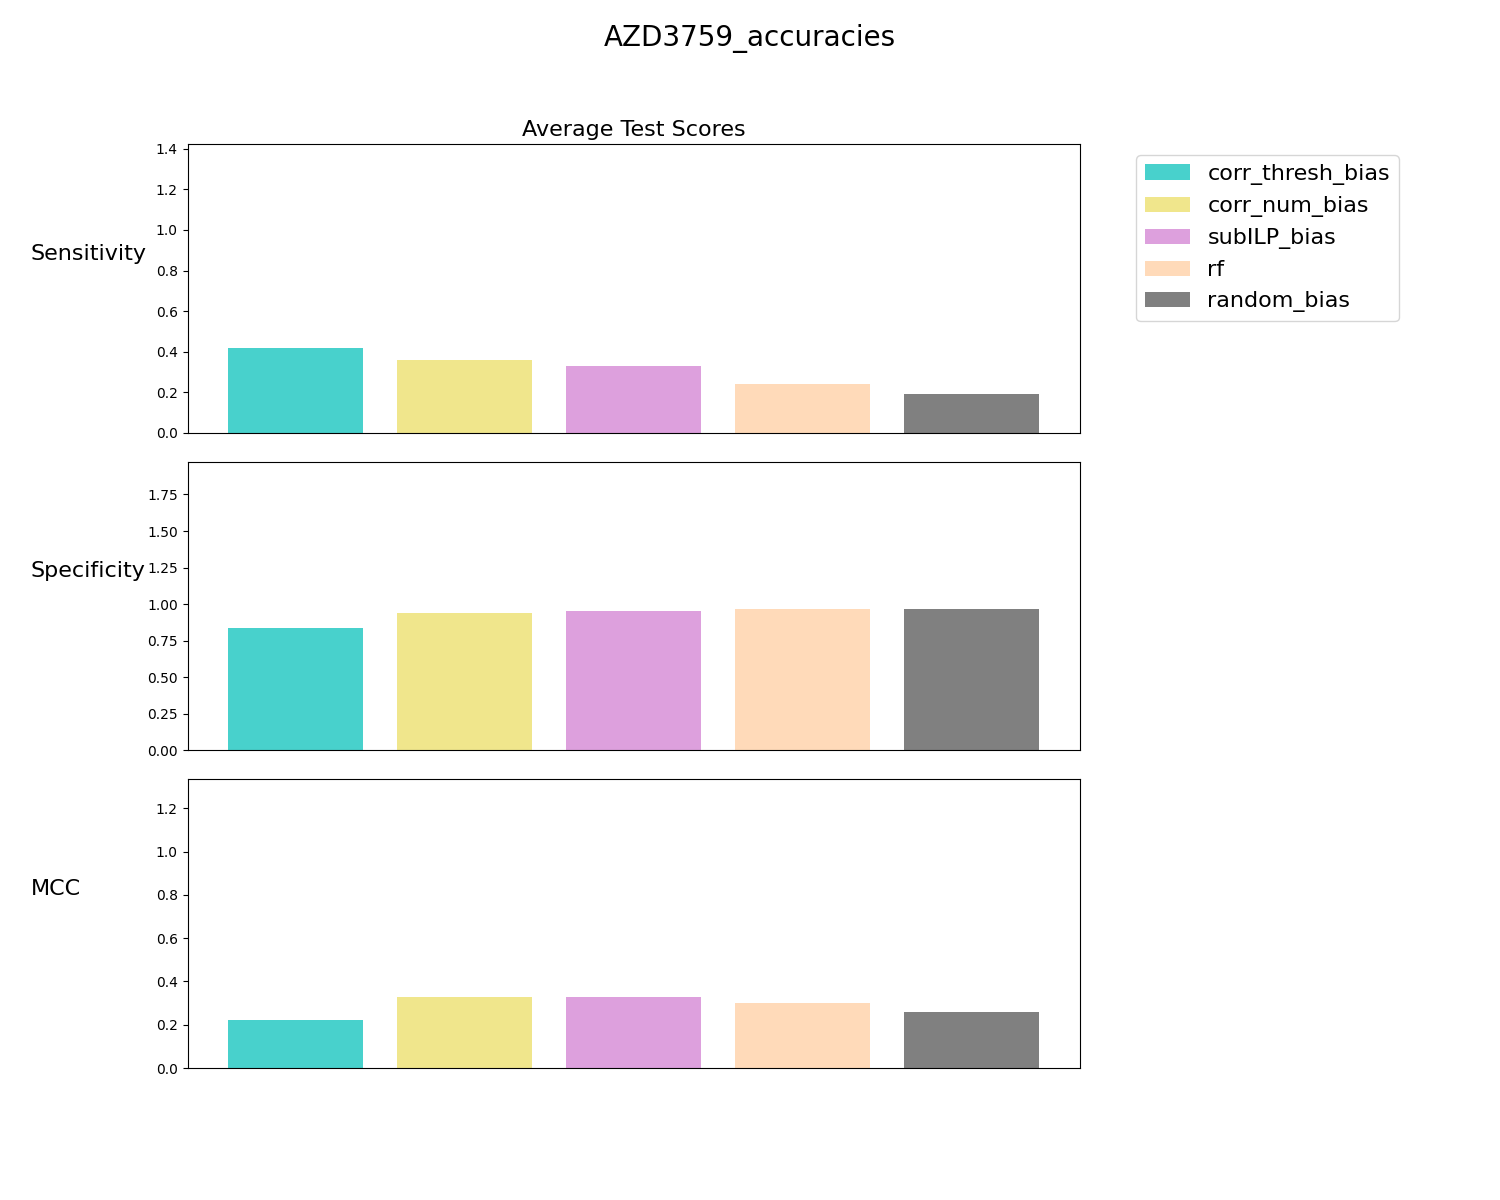 AZD3759_accuracies
Average Test Scores
Sensitivity
1.4
1.2
1.0
0.8
0.6
0.4
0.2
0.0
corr_thresh_bias
corr_num_bias
subILP_bias
rf
random_bias
Specificity
1.75
1.50
1.25
1.00
0.75
0.50
0.25
0.00
MCC
1.2
1.0
0.8
0.6
0.4
0.2
0.0